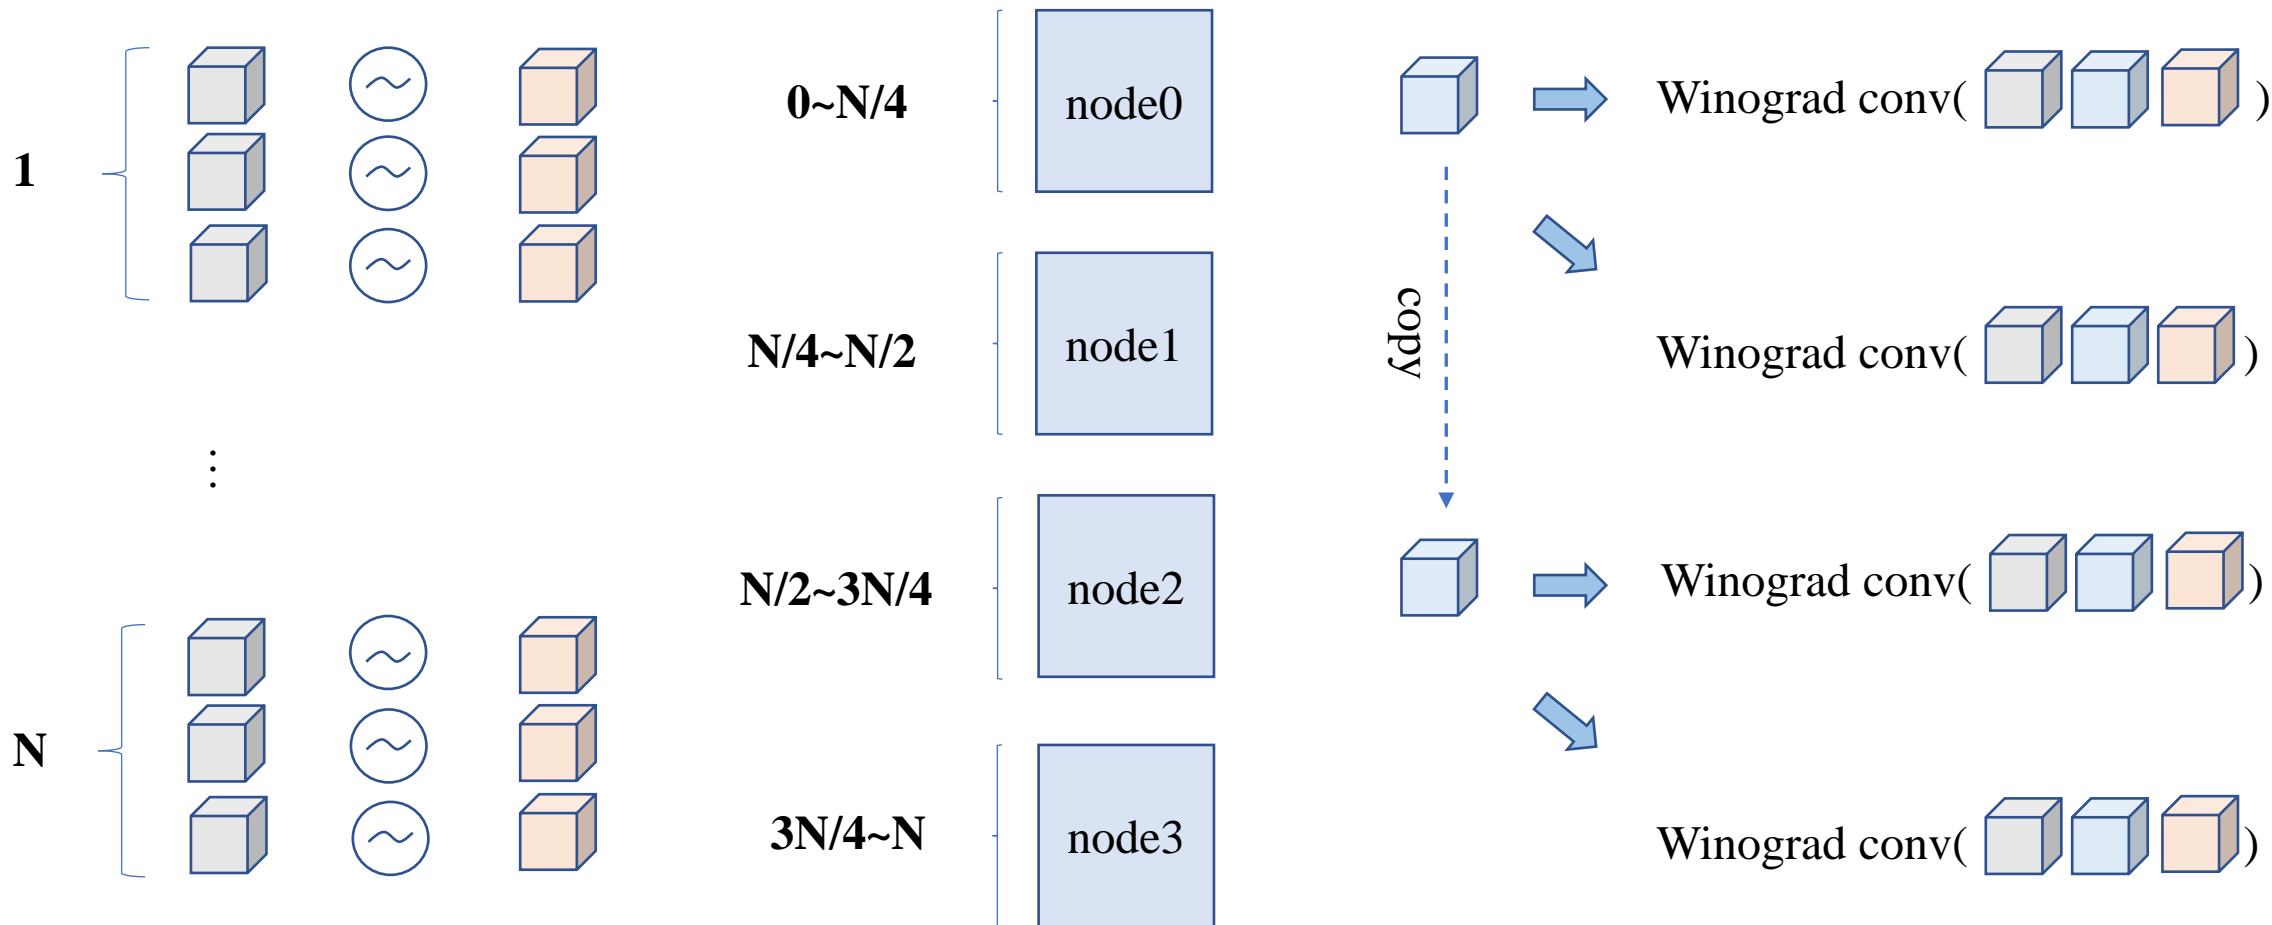 1
⋮
N
0~N/4
node0
N/4~N/2
node1
N/2~3N/4
node2
3N/4~N
node3
copy
Winograd conv( )
Winograd conv( )
Winograd conv( )
Winograd conv( )